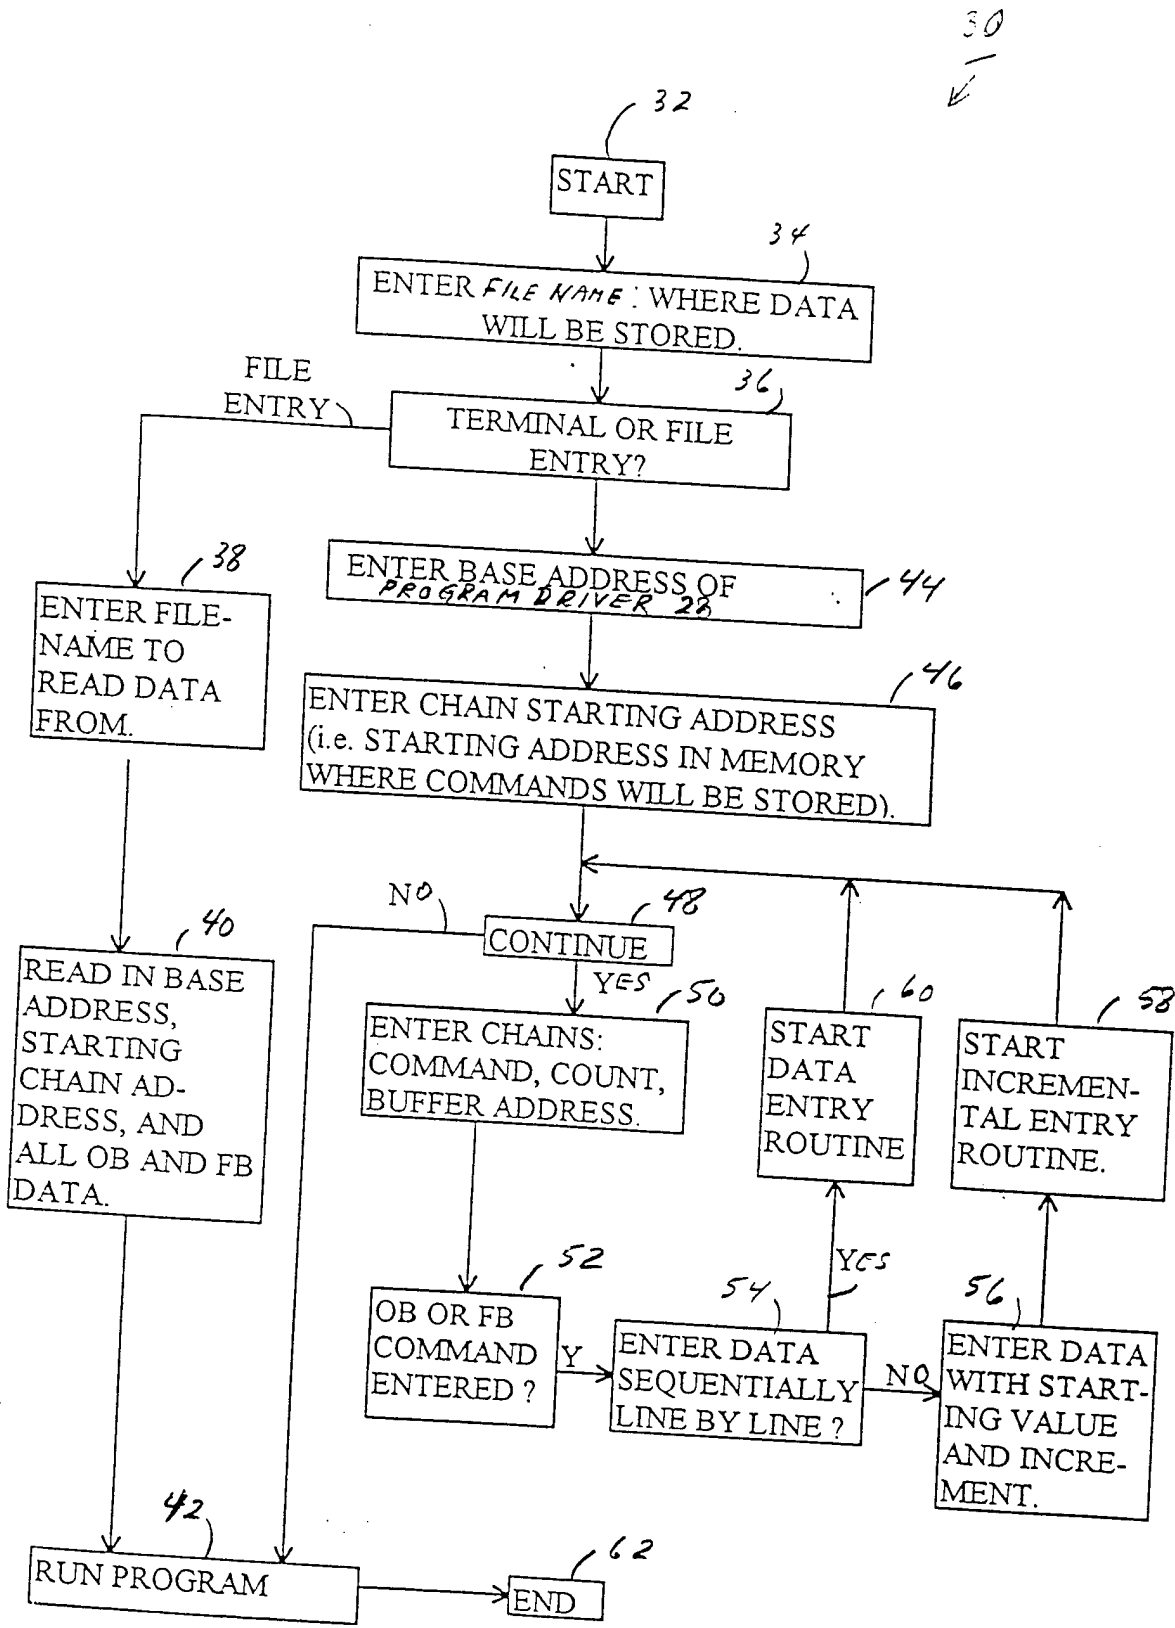 30
32
START
34
ENTER FILE NAME: WHERE DATA
WILL BE STORED.
36
FILE
ENTRY
TERMINAL OR FILE
ENTRY?
38
ENTER FILE-
NAME TO
READ DATA
FROM.
44
ENTER BASE ADDRESS OF
PROGRAM DRIVER 28
46
ENTER CHAIN STARTING ADDRESS
(i.e. STARTING ADDRESS IN MEMORY
WHERE COMMANDS WILL BE STORED).
NO
48
CONTINUE
YES
40
READ IN BASE
ADDRESS,
STARTING
CHAIN AD-
DRESS, AND
ALL OB AND FB
DATA.
50
ENTER CHAINS:
COMMAND, COUNT,
BUFFER ADDRESS.
60
START
DATA
ENTRY
ROUTINE
58
START
INCREMEN-
TAL ENTRY
ROUTINE.
52
OB OR FB
COMMAND
ENTERED ?
Y
54
YES
ENTER DATA
SEQUENTIALLY
LINE BY LINE ?
NO
56
ENTER DATA
WITH START-
ING VALUE
AND INCRE-
MENT.
42
RUN PROGRAM
62
END